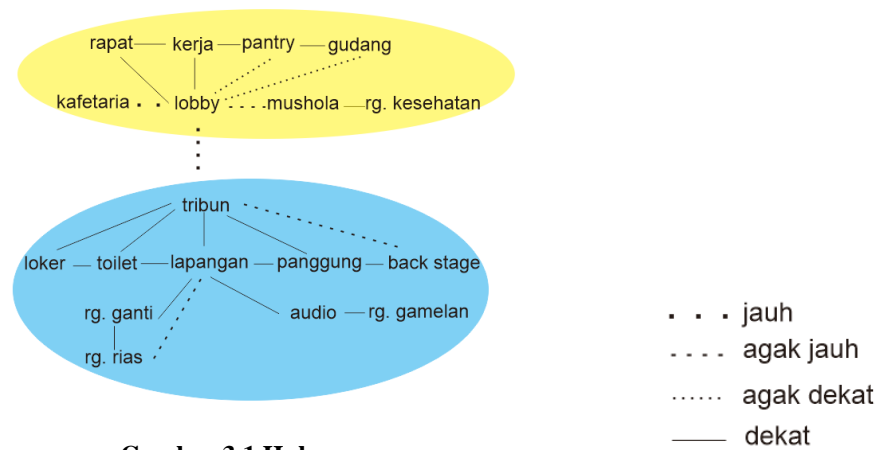 rapat kerja pantry gudang
kafetaria lobby mushola rg. kesehatan
tribun
loker toilet lapangan panggung back stage
rg. ganti audio rg. gamelan
rg. rias
jauh
agak jauh
agak dekat
dekat